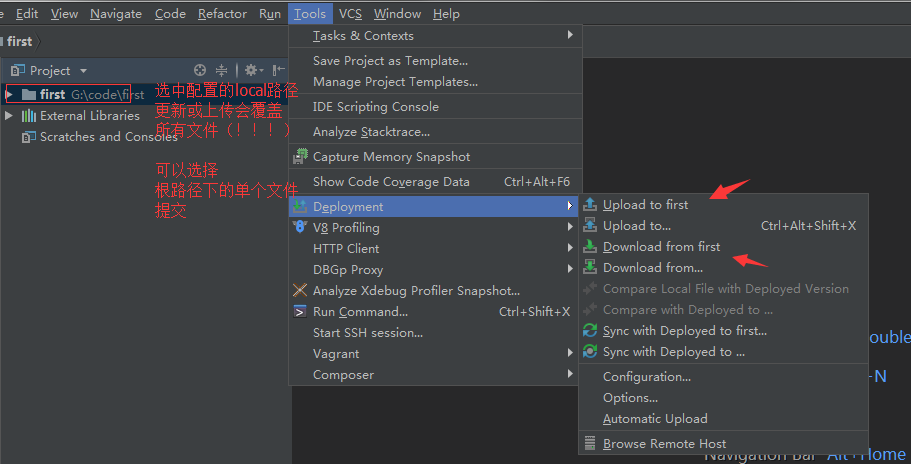 Edit View Navigate Code Refactor Run Tools VCS Window Help
first
Project
first G:\code\first
External Libraries
Scratches and Consoles
选中配置的local路径
更新或上传会覆盖
所有文件（！！！）
可以选择
根路径下的单个文件
提交
Tasks & Contexts
Save Project as Template...
Manage Project Templates...
IDE Scripting Console
Analyze Stacktrace...
Capture Memory Snapshot
Show Code Coverage Data Ctrl+Alt+F6
Deployment
V8 Profiling
HTTP Client
DBGp Proxy
Analyze Xdebug Profiler Snapshot...
Run Command... Ctrl+Shift+X
Start SSH session...
Vagrant
Composer
Upload to first
Upload to... Ctrl+Alt+Shift+X
Download from first
Download from...
Compare Local File with Deployed Version
Compare with Deployed to ...
Sync with Deployed to first...
Sync with Deployed to ...
Configuration...
Options...
Automatic Upload
Browse Remote Host
ouble
-N
Navigation Bar Alt+Home